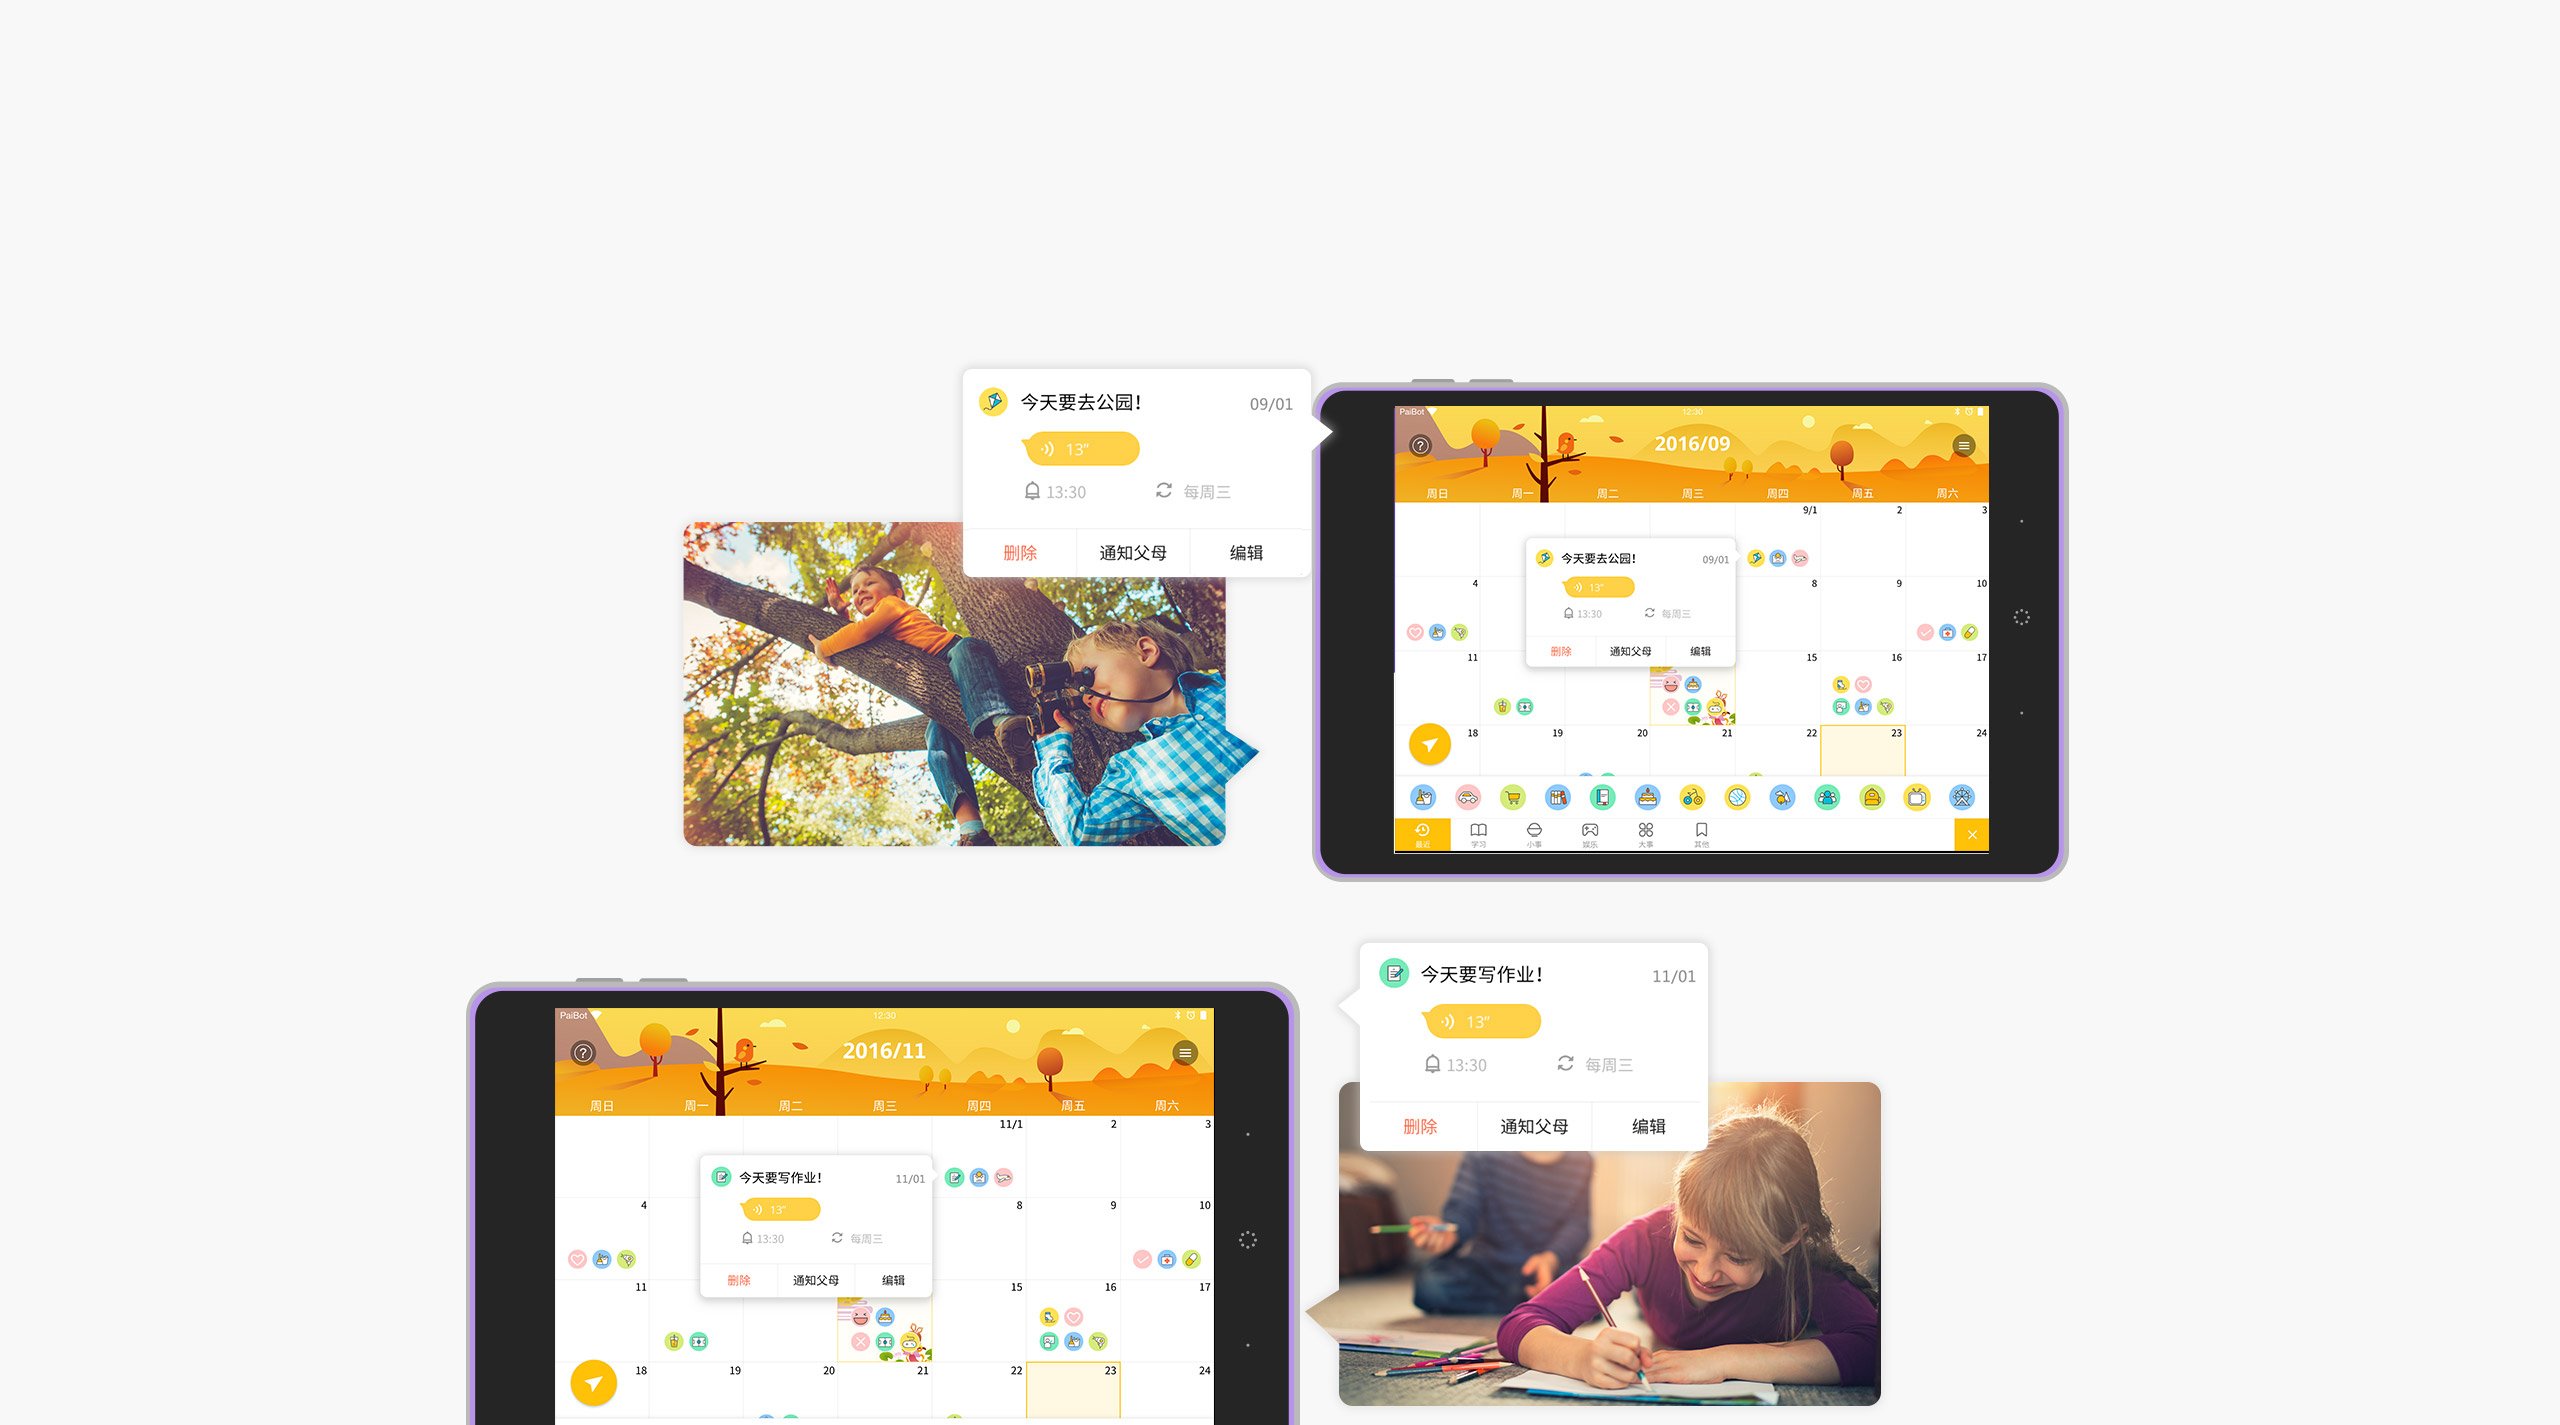 今天要去公园！ 09/01
13"
13:30 每周三
删除 通知父母 编辑
PaiBot 12:30
2016/09
周日 周一 周二 周三 周四 周五 周六
9/1 2 3
今天要去公园！ 09/01
13"
13:30 每周三
删除 通知父母 编辑
4 8 9 10
11 15 16 17
18 19 20 21 22 23 24
最近 学习 小事 娱乐 大事 其他
今天要写作业！ 11/01
13"
13:30 每周三
删除 通知父母 编辑
PaiBot 12:30
2016/11
周日 周一 周二 周三 周四 周五 周六
11/1 2 3
今天要写作业！ 11/01
13"
13:30 每周三
删除 通知父母 编辑
4 8 9 10
11 15 16 17
18 19 20 21 22 23 24